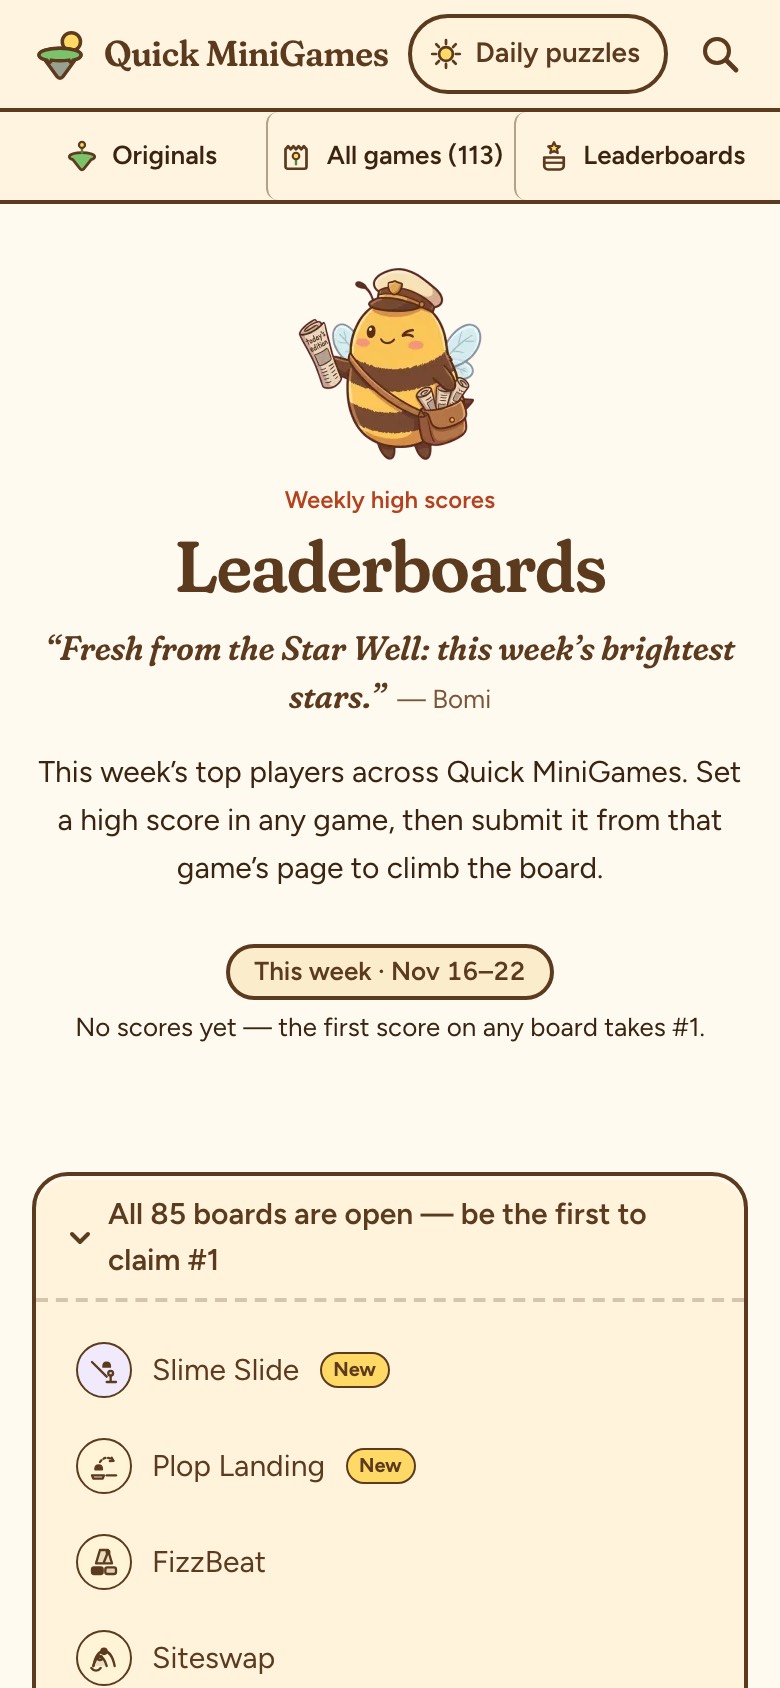 Quick MiniGames
Daily puzzles
Originals
All games (113)
Leaderboards
today's
edition
Weekly high scores
Leaderboards
“Fresh from the Star Well: this week’s brightest
stars.” — Bomi
This week’s top players across Quick MiniGames. Set
a high score in any game, then submit it from that
game’s page to climb the board.
This week · Nov 16–22
No scores yet — the first score on any board takes #1.
All 85 boards are open — be the first to
claim #1
Slime Slide New
Plop Landing New
FizzBeat
Siteswap